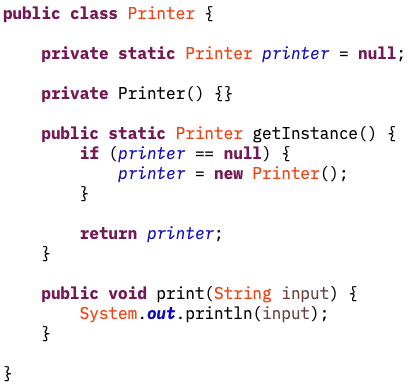 public class Printer {
    private static Printer printer = null;
    private Printer() {}
    public static Printer getInstance() {
        if (printer == null) {
            printer = new Printer();
        }
        return printer;
    }
    public void print(String input) {
        System.out.println(input);
    }
}